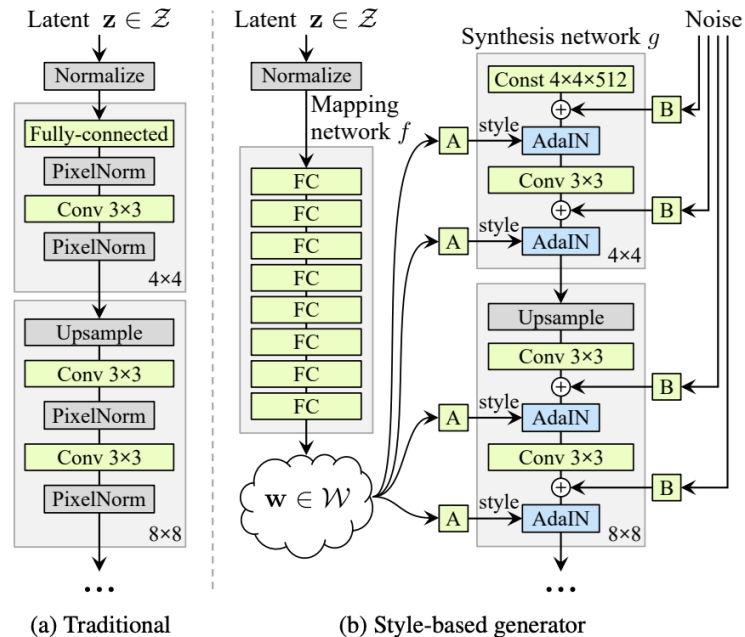 Latent z ∈ 𝒵
Normalize
Fully-connected
PixelNorm
Conv 3×3
PixelNorm
4×4
Upsample
Conv 3×3
PixelNorm
Conv 3×3
PixelNorm
8×8
...
(a) Traditional
Latent z ∈ 𝒵
Normalize
Mapping
network f
FC
FC
FC
FC
FC
FC
FC
FC
w ∈ 𝒲
Noise
Synthesis network g
Const 4×4×512
B
A
style
AdaIN
Conv 3×3
B
A
style
AdaIN
4×4
Upsample
Conv 3×3
B
A
style
AdaIN
Conv 3×3
B
A
style
AdaIN
8×8
...
(b) Style-based generator